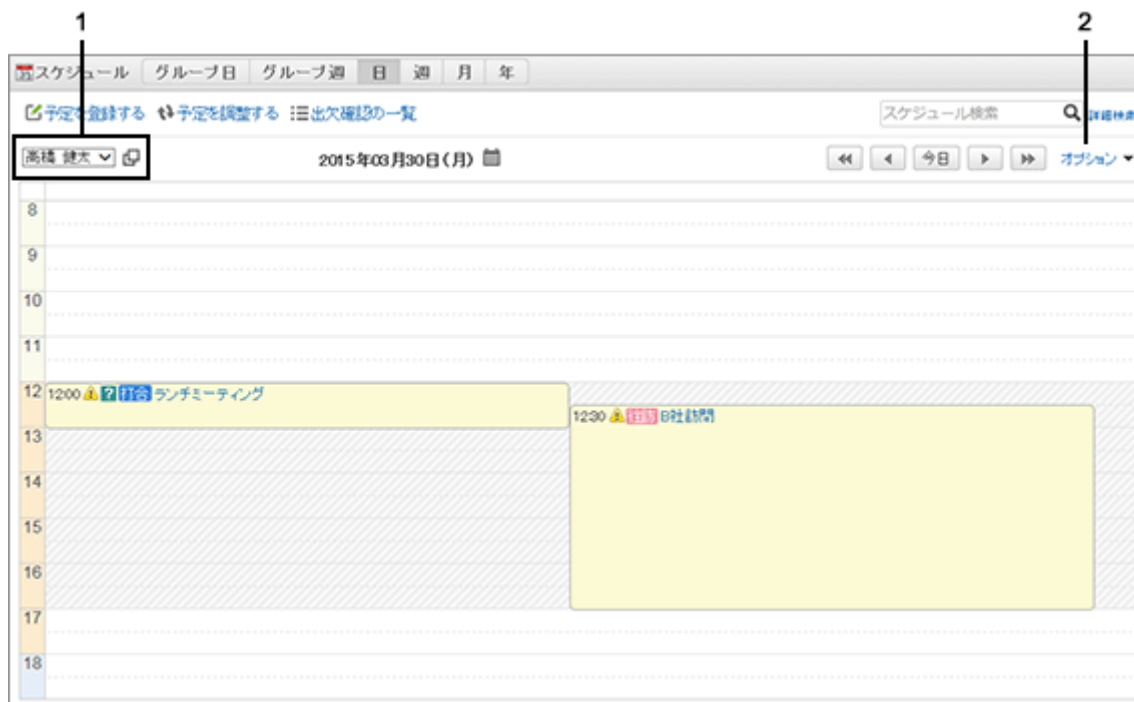 1 2
スケジュール グループ日 グループ週 日 週 月 年
予定を登録する 予定を調整する 出欠確認の一覧 スケジュール検索 詳細検索
高橋 健太 2015年03月30日(月) 今日 オプション
8
9
10
11
12 12:00 ? 打合 ランチミーティング
12:30 往訪 B社訪問
13
14
15
16
17
18